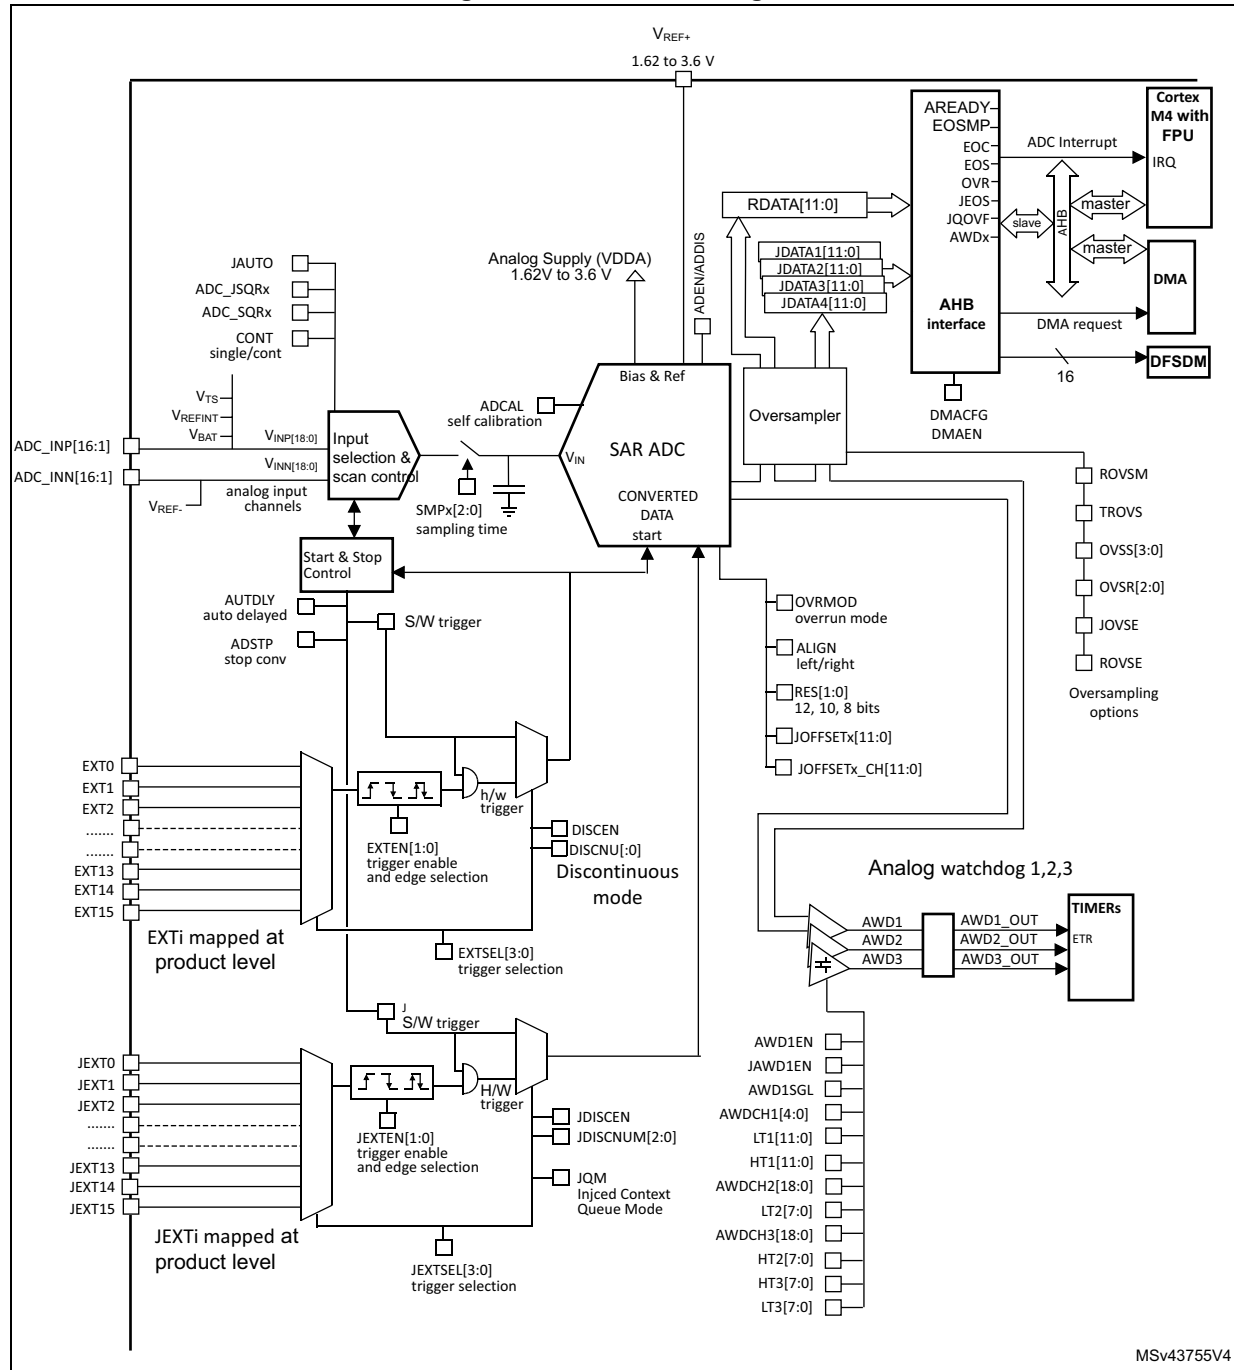 VREF+
1.62 to 3.6 V
AREADY
EOSMP
EOC
EOS
OVR
JEOS
JQOVF
AWDx
AHB
interface
ADC Interrupt
Cortex
M4 with
FPU
IRQ
slave
AHB
master
master
DMA
DMA request
16
DFSDM
DMACFG
DMAEN
RDATA[11:0]
JDATA1[11:0]
JDATA2[11:0]
JDATA3[11:0]
JDATA4[11:0]
Analog Supply (VDDA)
1.62V to 3.6 V
ADEN/ADDIS
JAUTO
ADC_JSQRx
ADC_SQRx
CONT
single/cont
VTS
VREFINT
VBAT
ADC_INP[16:1]
VINP[18:0]
ADC_INN[16:1]
VINN[18:0]
VREF-
analog input
channels
Input
selection &
scan control
ADCAL
self calibration
SMPx[2:0]
sampling time
Bias & Ref
VIN
SAR ADC
CONVERTED
DATA
start
Oversampler
ROVSM
TROVS
OVSS[3:0]
OVSR[2:0]
JOVSE
ROVSE
Oversampling
options
Start & Stop
Control
AUTDLY
auto delayed
ADSTP
stop conv
S/W trigger
OVRMOD
overrun mode
ALIGN
left/right
RES[1:0]
12, 10, 8 bits
JOFFSETx[11:0]
JOFFSETx_CH[11:0]
EXT0
EXT1
EXT2
.......
.......
EXT13
EXT14
EXT15
EXTi mapped at
product level
h/w
trigger
EXTEN[1:0]
trigger enable
and edge selection
DISCEN
DISCNU[:0]
Discontinuous
mode
EXTSEL[3:0]
trigger selection
Analog watchdog 1,2,3
AWD1
AWD2
AWD3
AWD1_OUT
AWD2_OUT
AWD3_OUT
TIMERs
ETR
J
S/W trigger
JEXT0
JEXT1
JEXT2
.......
.......
JEXT13
JEXT14
JEXT15
JEXTi mapped at
product level
H/W
trigger
JEXTEN[1:0]
trigger enable
and edge selection
JDISCEN
JDISCNUM[2:0]
JQM
Injced Context
Queue Mode
JEXTSEL[3:0]
trigger selection
AWD1EN
JAWD1EN
AWD1SGL
AWDCH1[4:0]
LT1[11:0]
HT1[11:0]
AWDCH2[18:0]
LT2[7:0]
AWDCH3[18:0]
HT2[7:0]
HT3[7:0]
LT3[7:0]
MSv43755V4